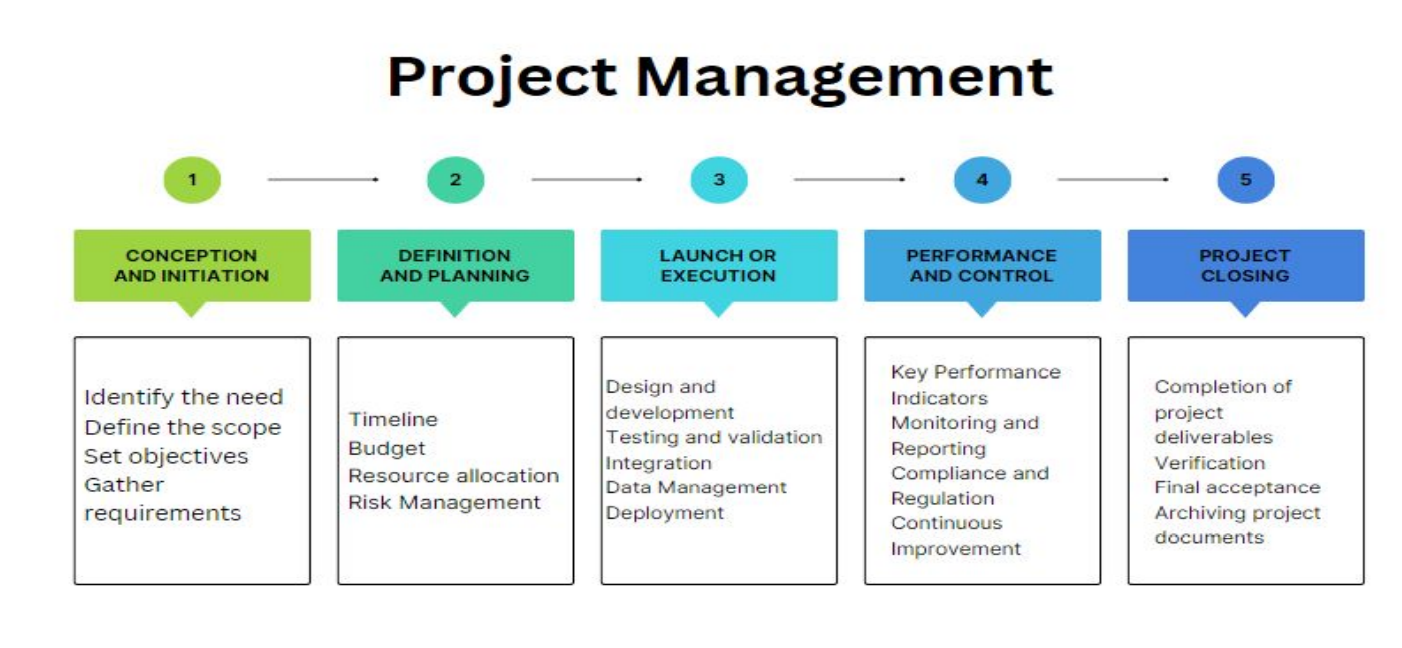 Project Management
1
2
3
4
5
CONCEPTION
AND INITIATION
DEFINITION
AND PLANNING
LAUNCH OR
EXECUTION
PERFORMANCE
AND CONTROL
PROJECT
CLOSING
Identify the need
Define the scope
Set objectives
Gather
requirements
Timeline
Budget
Resource allocation
Risk Management
Design and
development
Testing and validation
Integration
Data Management
Deployment
Key Performance
Indicators
Monitoring and
Reporting
Compliance and
Regulation
Continuous
Improvement
Completion of
project
deliverables
Verification
Final acceptance
Archiving project
documents